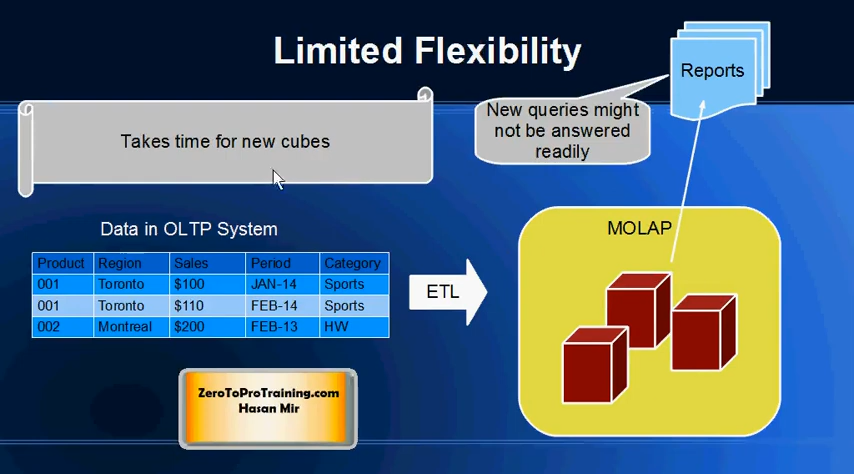 Limited Flexibility
Reports
Takes time for new cubes
New queries might
not be answered
readily
Data in OLTP System
MOLAP
Product Region Sales Period Category
001 Toronto $100 JAN-14 Sports
001 Toronto $110 FEB-14 Sports
002 Montreal $200 FEB-13 HW
ETL
ZeroToProTraining.com
Hasan Mir